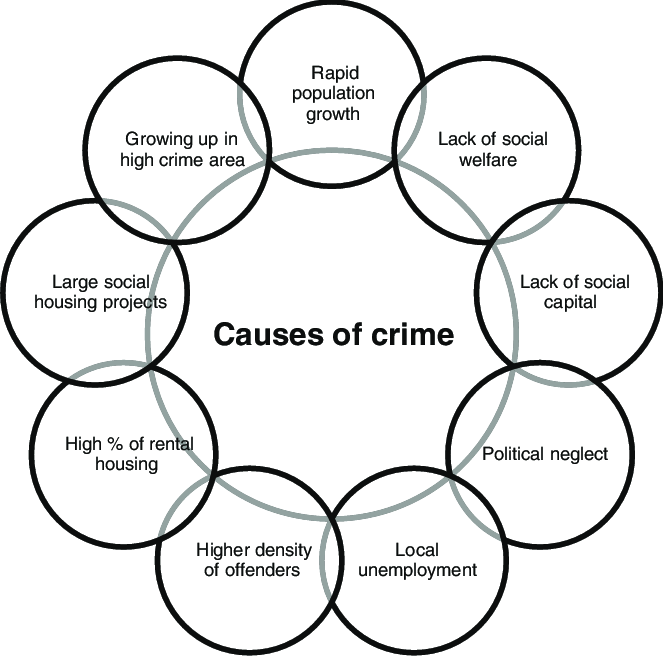 Rapid
population
growth
Lack of social
welfare
Lack of social
capital
Political neglect
Local
unemployment
Higher density
of offenders
High % of rental
housing
Large social
housing projects
Growing up in
high crime area
Causes of crime